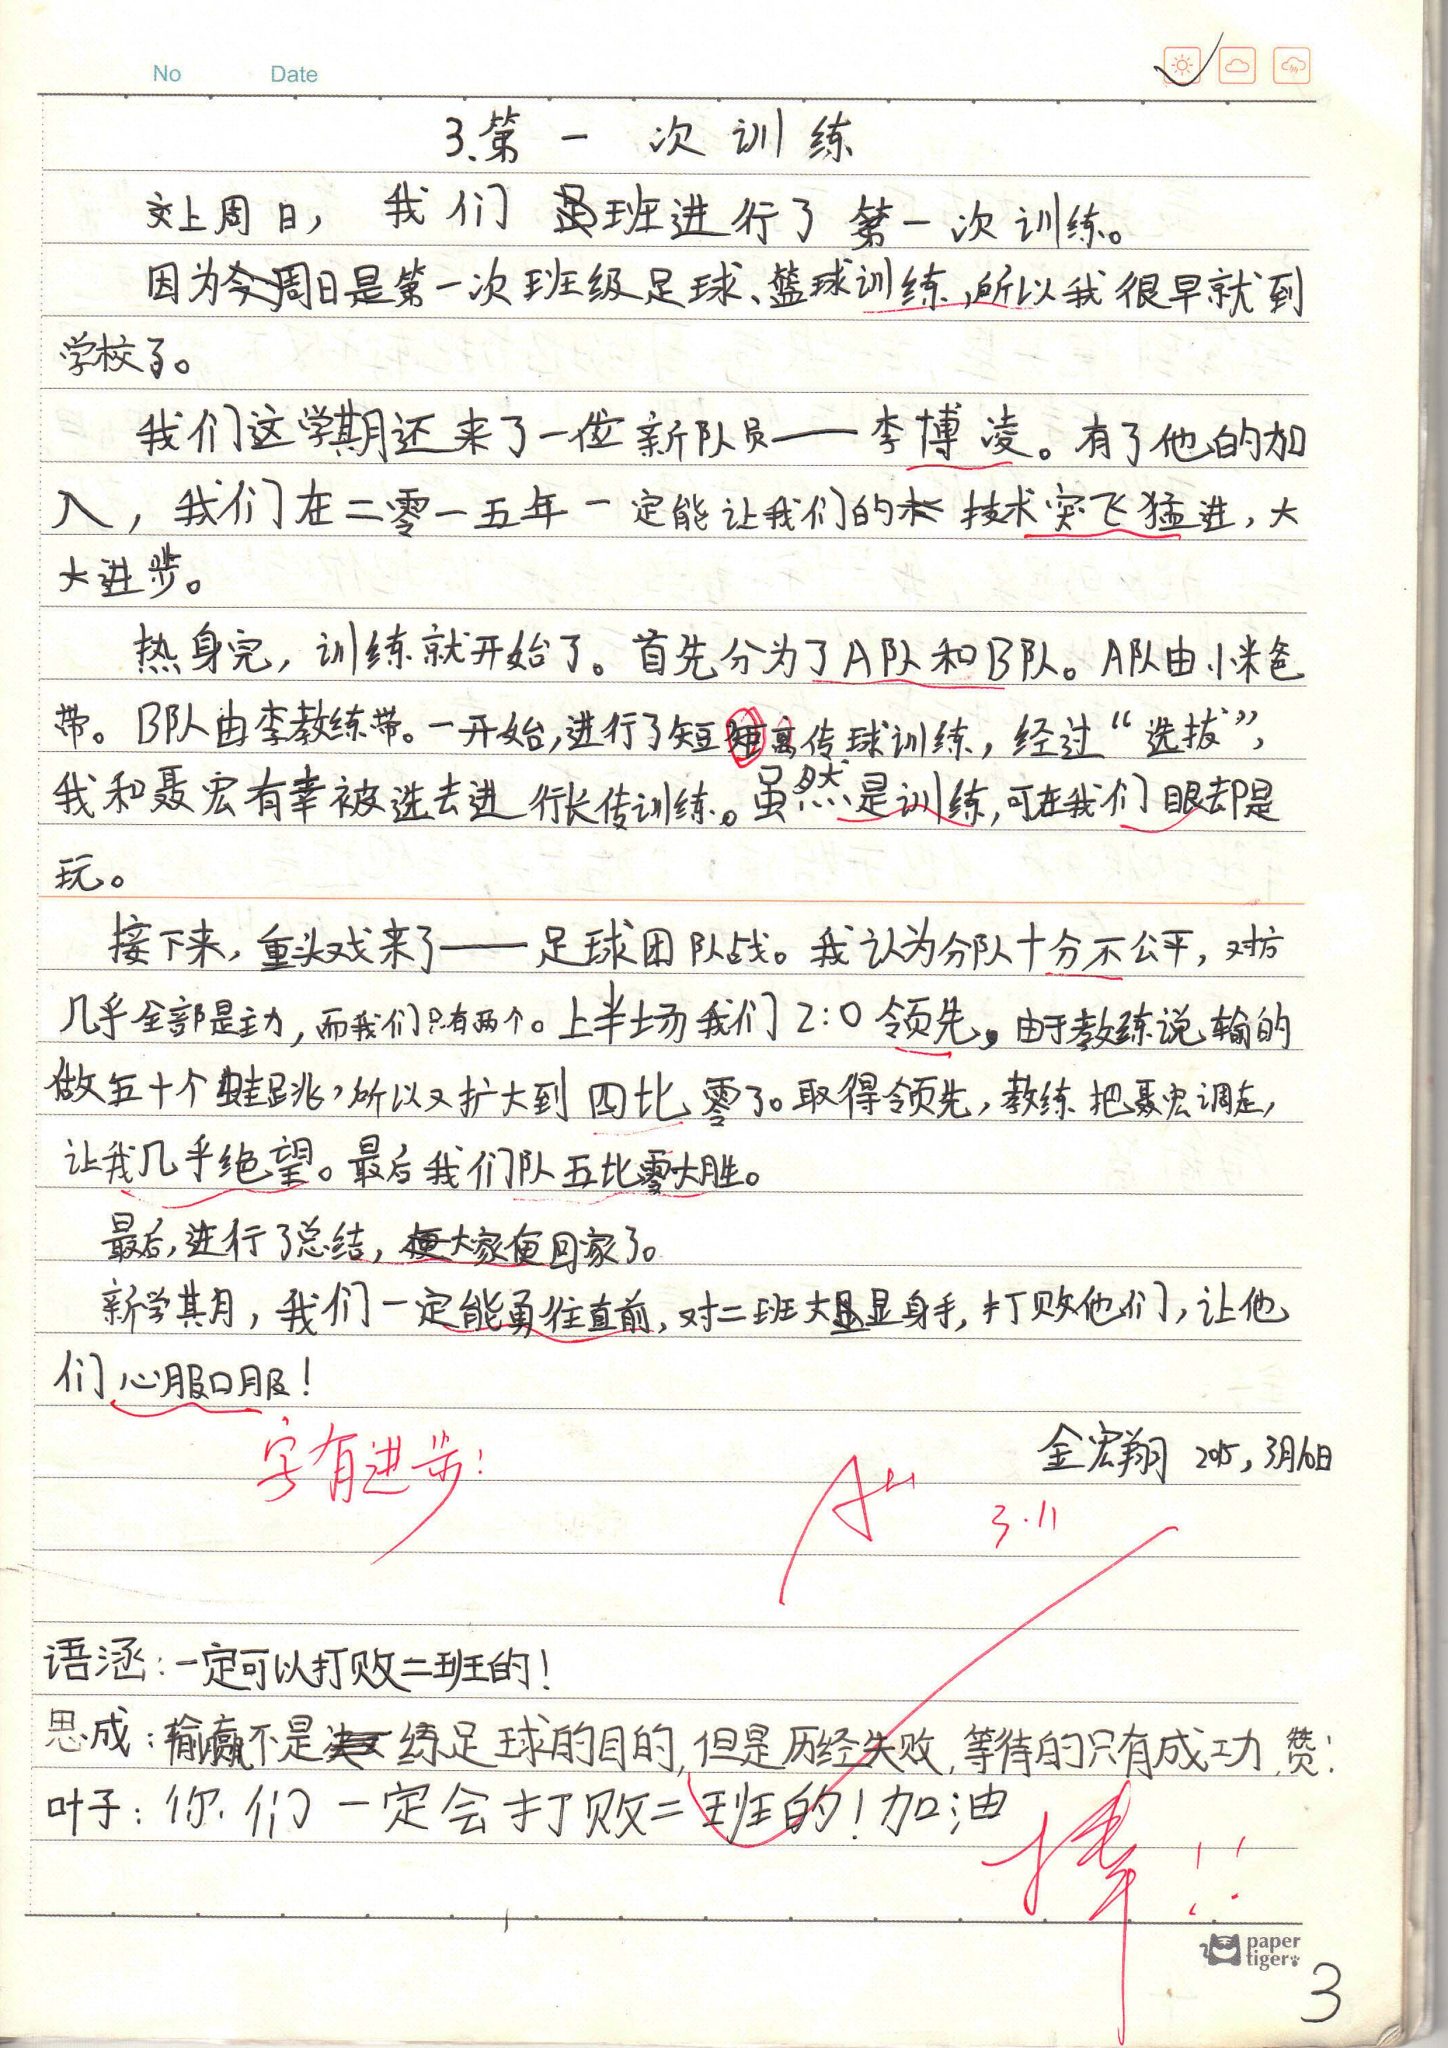 No Date
3.第一次训练
上周日，我们班进行了第一次训练。
因为周日是第一次班级足球、篮球训练，所以我很早就到
学校了。
我们这学期还来了一位新队员——李博凌。有了他的加
入，我们在二零一五年一定能让我们的技术突飞猛进，大
大进步。
热身完，训练就开始了。首先分为了A队和B队。A队由小米爸
带。B队由李教练带。一开始，进行了短距离传球训练，经过“选拔”，
我和聂宏有幸被选去进行长传训练。虽然是训练，可在我们眼却是
玩。
接下来，重头戏来了——足球团队战。我认为分队十分不公平，对方
几乎全部是主力，而我们只有两个。上半场我们2:0领先。由于教练说输的
做五十个蛙跳，所以又扩大到四比零了。取得领先，教练把聂宏调走，
让我几乎绝望。最后我们队五比零大胜。
最后，进行了总结，大家便回家了。
新学期，我们一定能勇往直前，对二班大显身手，打败他们，让他
们心服口服！
字有进步！
金宏翔 2015，3月10日
A++ 3.11
语涵：一定可以打败二班的！
思成：输赢不是练足球的目的，但是历经失败，等待的只有成功，赞！
叶子：你们一定会打败二班的！加油
棒！！
paper
tiger
3